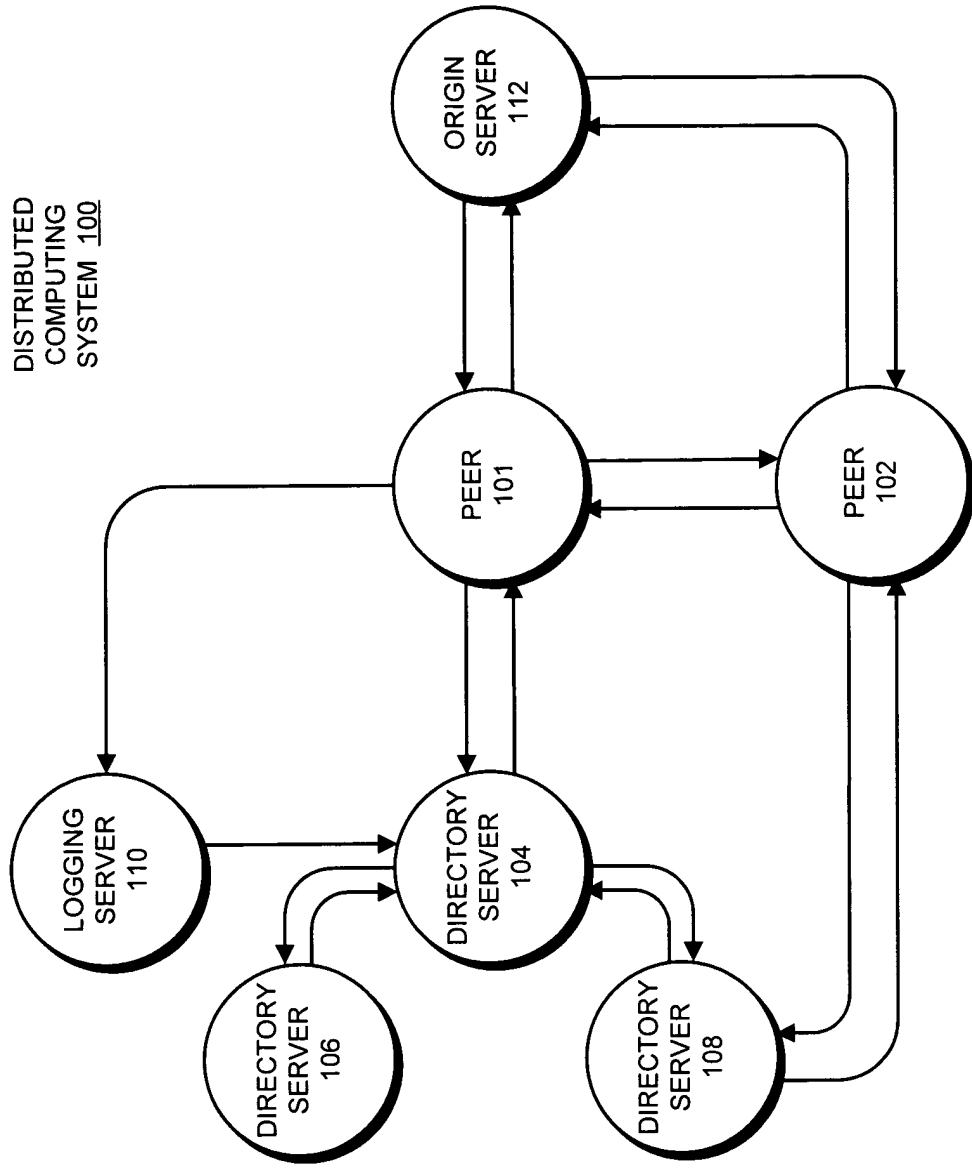 DISTRIBUTED
COMPUTING
SYSTEM 100
LOGGING
SERVER
110
DIRECTORY
SERVER
106
DIRECTORY
SERVER
104
PEER
101
ORIGIN
SERVER
112
DIRECTORY
SERVER
108
PEER
102